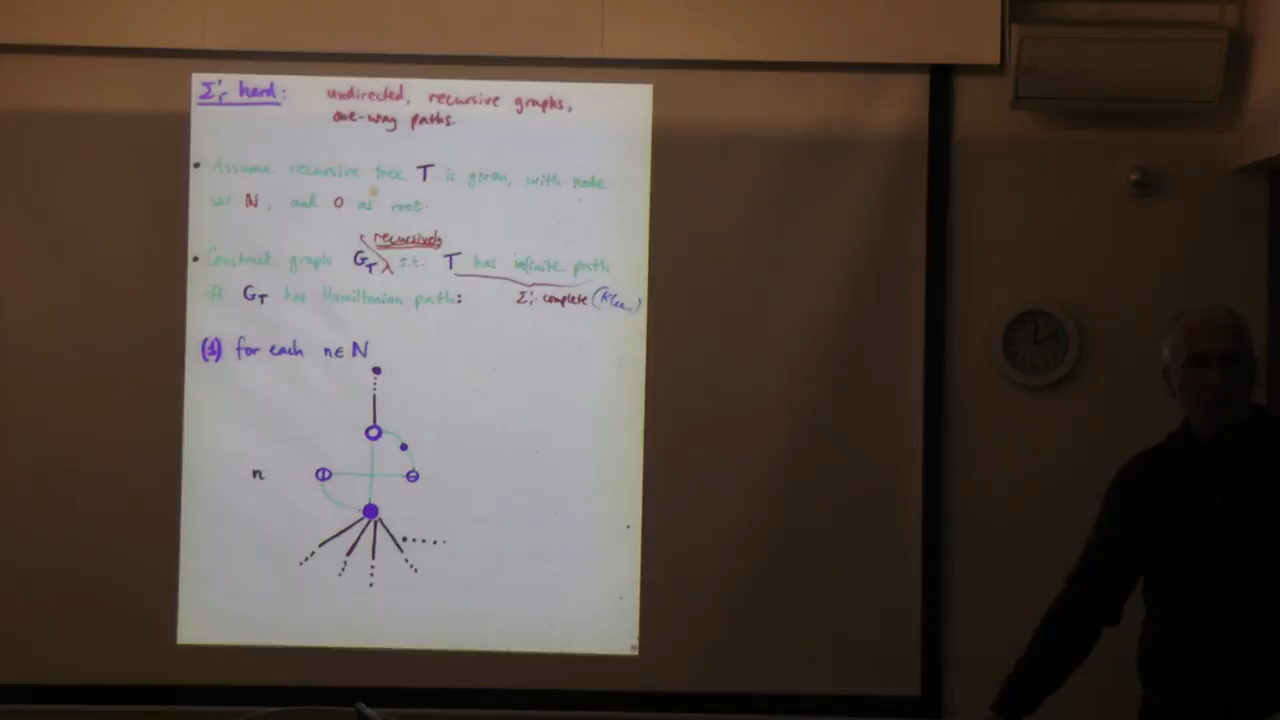 Σ¹₁ hard: undirected, recursive graphs,
one-way paths.
• Assume recursive tree T is given, with node
set N, and 0 as root.
recursively
• Construct graph G_T s.t. T has infinite path
iff G_T has Hamiltonian path: Σ¹₁-complete
(1) for each n∈N
n